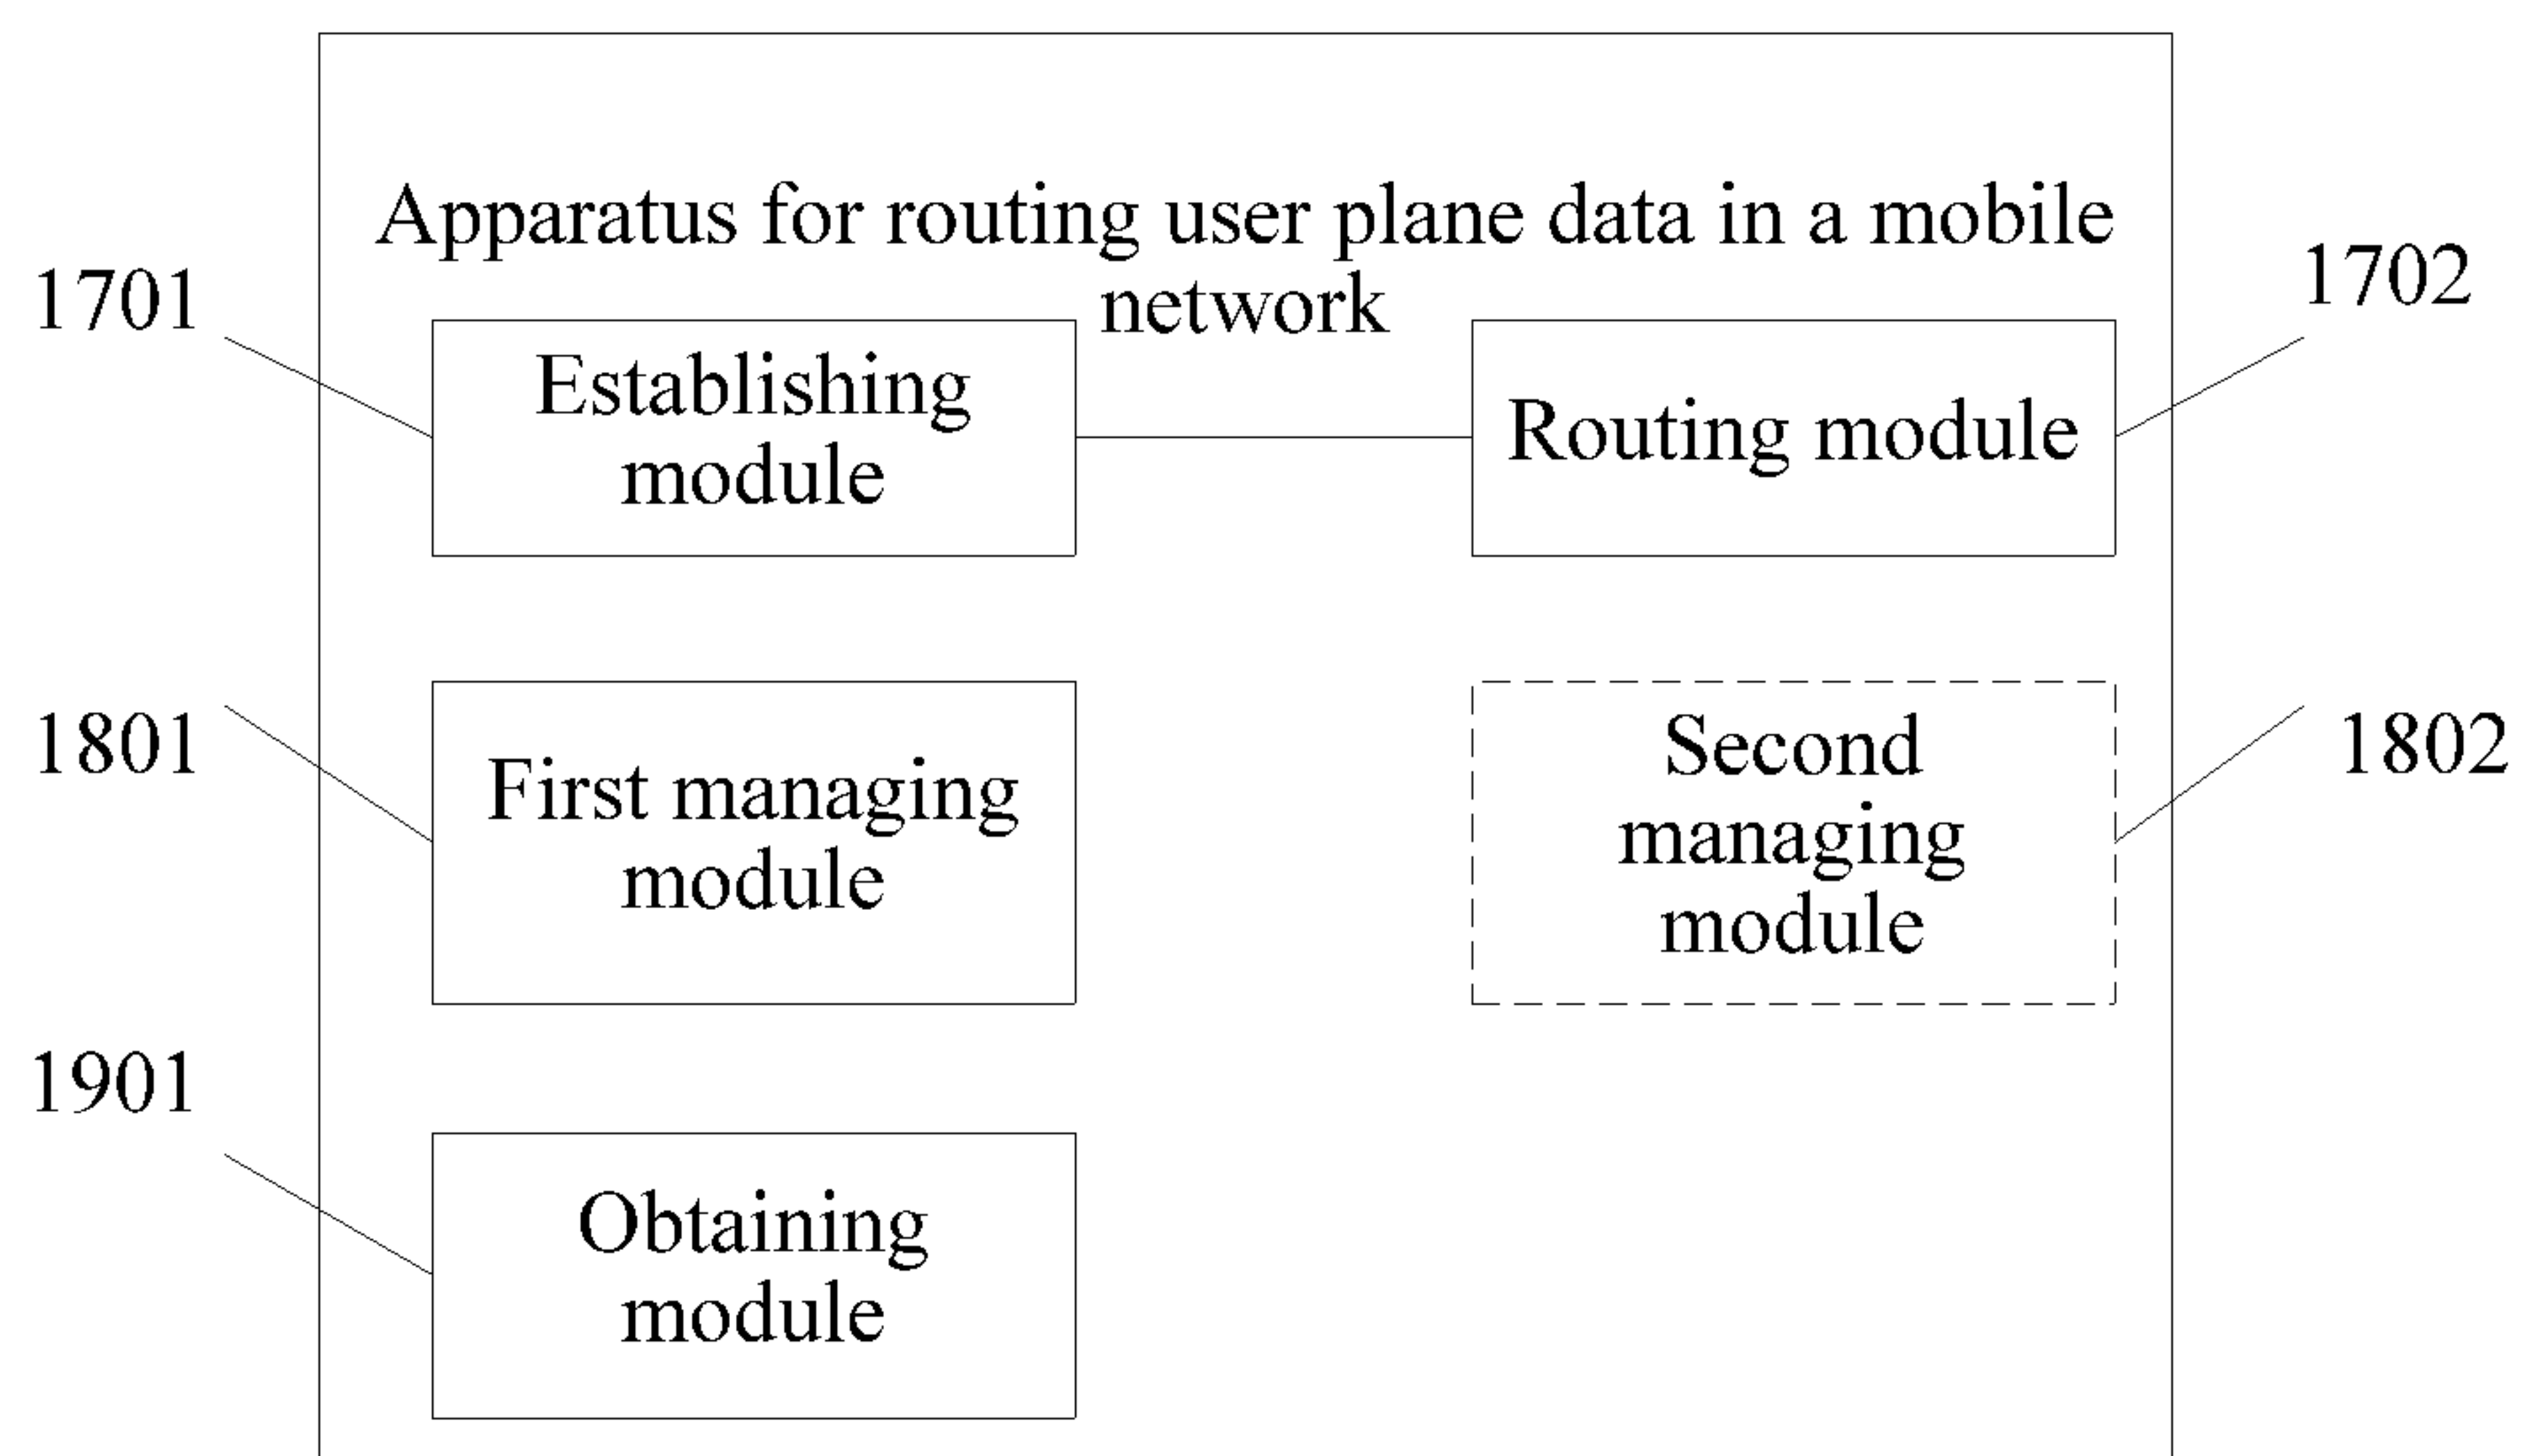 Apparatus for routing user plane data in a mobile
network
1701
1702
Establishing
module
Routing module
1801
1802
First managing
module
Second
managing
module
1901
Obtaining
module